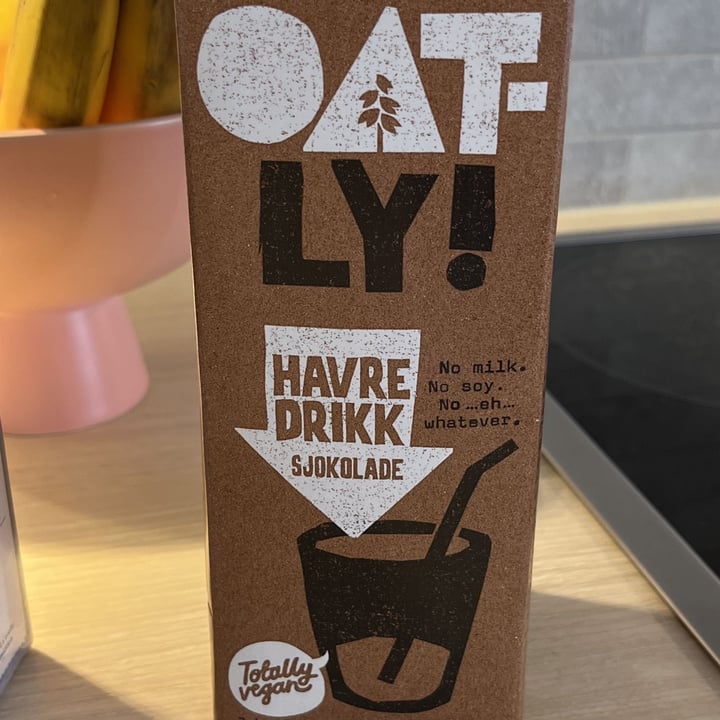 OAT-
LY!
HAVRE
DRIKK
SJOKOLADE
No milk.
No soy.
No ...eh...
whatever.
Totally
vegan